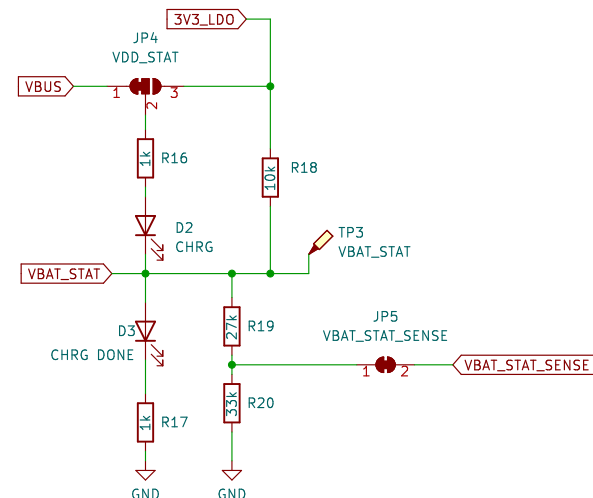 3V3_LDO
JP4
VDD_STAT
VBUS
1
3
2
1k
R16
10k
R18
D2
CHRG
TP3
VBAT_STAT
VBAT_STAT
D3
CHRG DONE
27k
R19
JP5
VBAT_STAT_SENSE
1
2
VBAT_STAT_SENSE
1k
R17
33k
R20
GND
GND